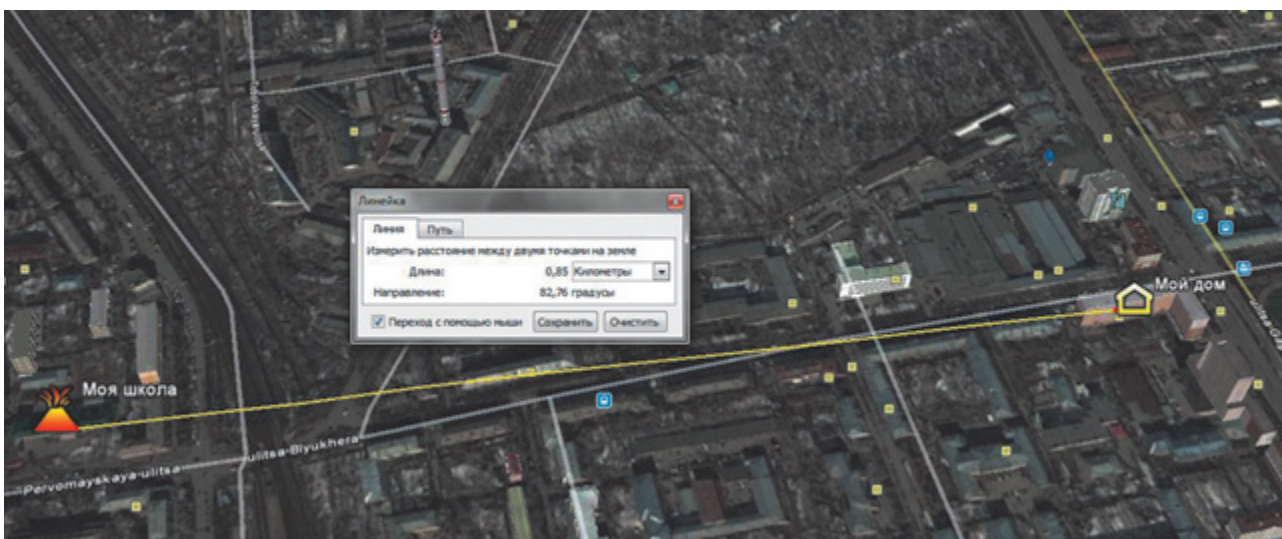 Линейка
Линия Путь
Измерить расстояние между двумя точками на земле
Длина: 0,85 Километры
Направление: 82,76 градусы
Переход с помощью мыши Сохранить Очистить
Мой дом
Моя школа
ulitsa-Blyukhera
Pervomayskaya-ulitsa